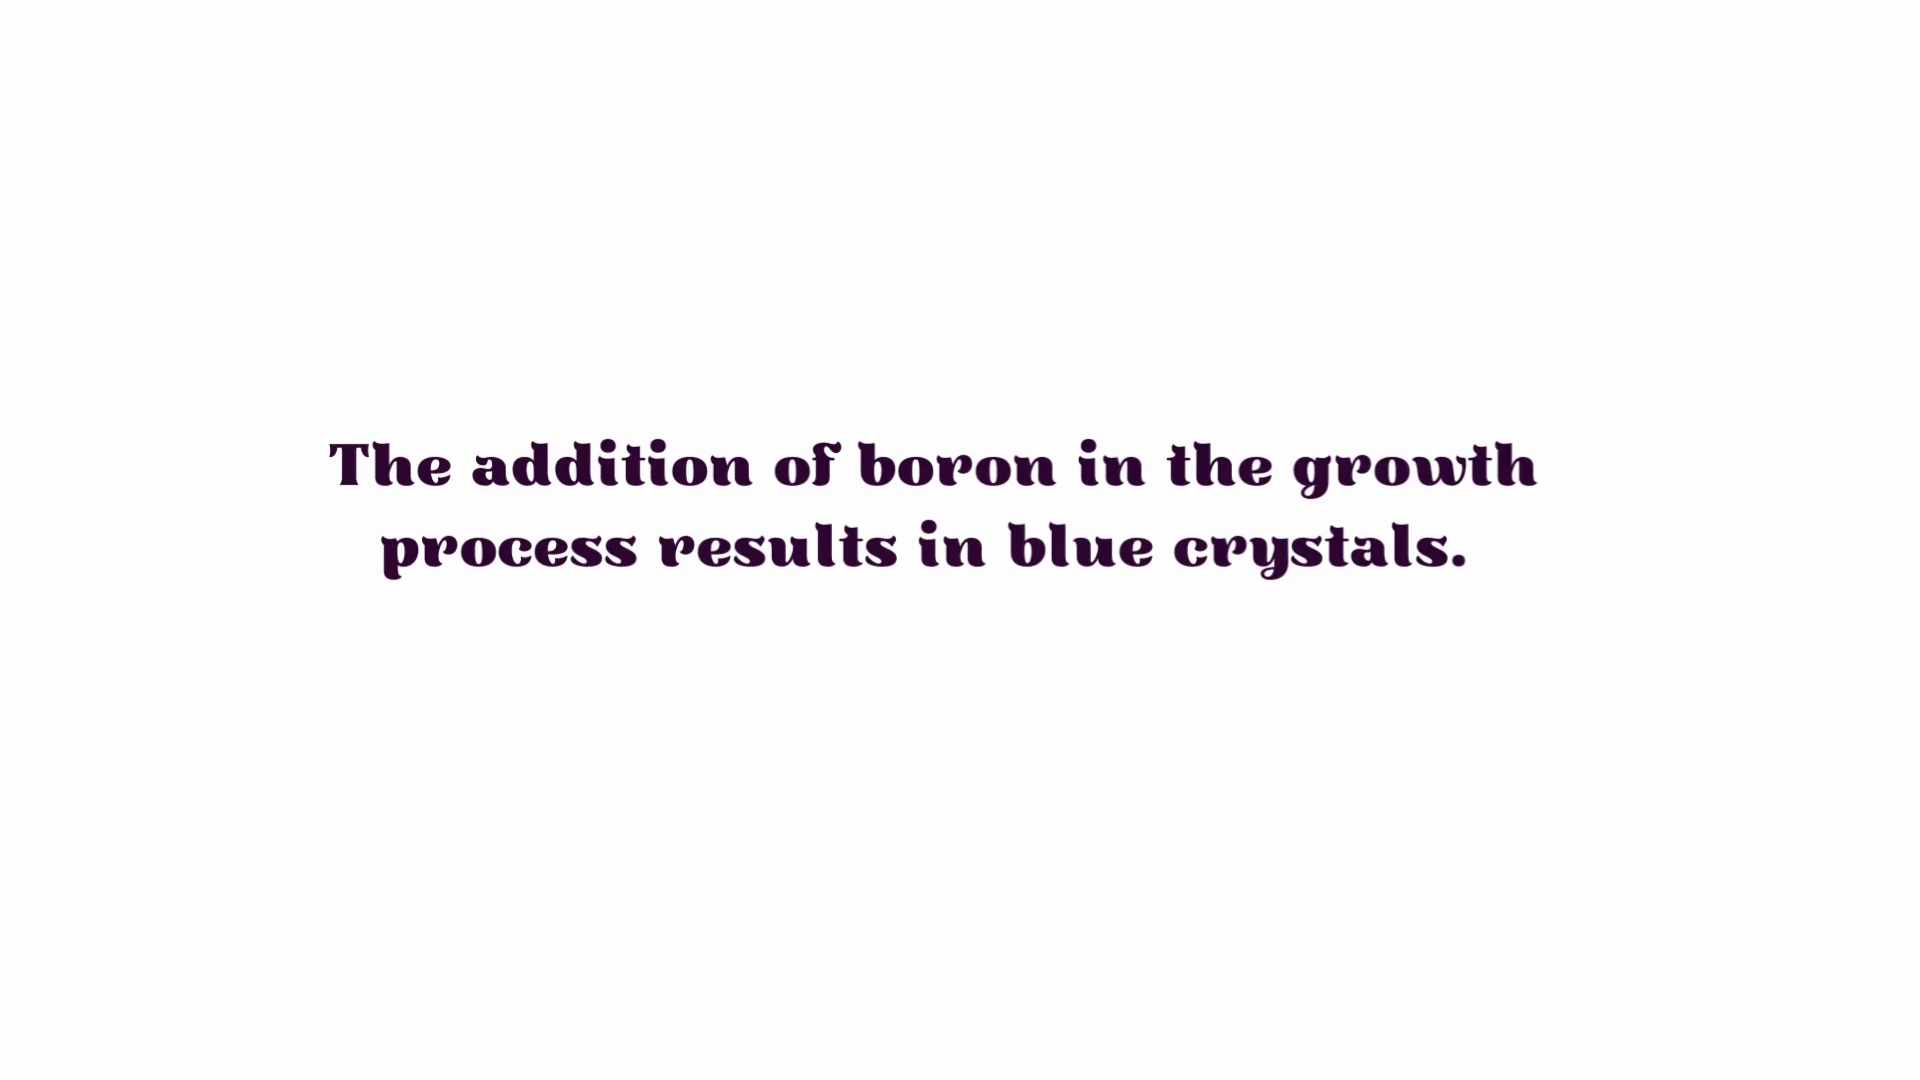 The addition of boron in the growth
process results in blue crystals.